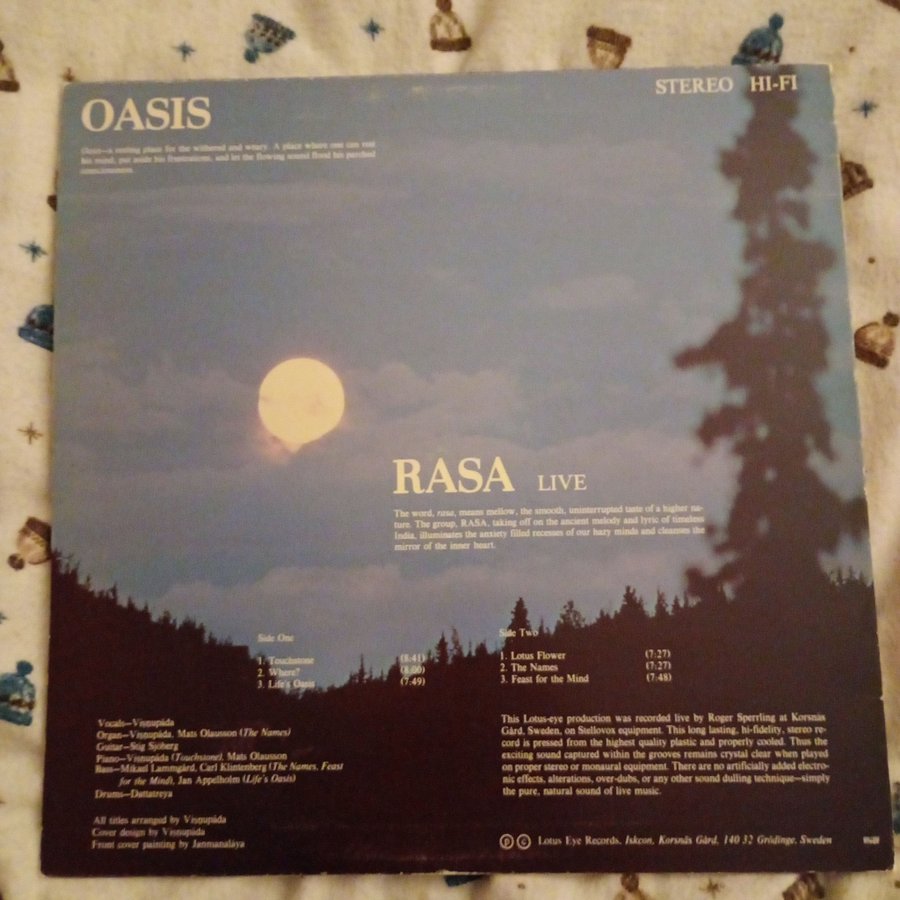 OASIS
STEREO HI-FI
Oasis—a resting place for the withered and weary. A place where one can rest
his mind, put aside his frustrations, and let the flowing sound flood his parched
consciousness.
RASA LIVE
The word, rasa, means mellow, the smooth, uninterrupted taste of a higher na-
ture. The group, RASA, taking off on the ancient melody and lyric of timeless
India, illuminates the anxiety filled recesses of our hazy minds and cleanses the
mirror of the inner heart.
Side One
1. Touchstone (8:41)
2. Where? (8:00)
3. Life's Oasis (7:49)
Side Two
1. Lotus Flower (7:27)
2. The Names (7:27)
3. Feast for the Mind (7:48)
Vocals—Viṣṇupāda
Organ—Viṣṇupāda, Mats Olausson (The Names)
Guitar—Stig Sjöberg
Piano—Viṣṇupāda (Touchstone), Mats Olausson
Bass—Mikael Lammgård, Carl Klintenberg (The Names, Feast
for the Mind), Jan Appelholm (Life's Oasis)
Drums—Dattatreya
All titles arranged by Viṣṇupāda
Cover design by Viṣṇupāda
Front cover painting by Janmanalāya
This Lotus-eye production was recorded live by Roger Sperrling at Korsnäs
Gård, Sweden, on Stellovox equipment. This long lasting, hi-fidelity, stereo re-
cord is pressed from the highest quality plastic and properly cooled. Thus the
exciting sound captured within the grooves remains crystal clear when played
on proper stereo or monaural equipment. There are no artificially added electro-
nic effects, alterations, over-dubs, or any other sound dulling technique—simply
the pure, natural sound of live music.
Ⓟ © Lotus Eye Records, Iskcon, Korsnäs Gård, 140 32 Grödinge, Sweden